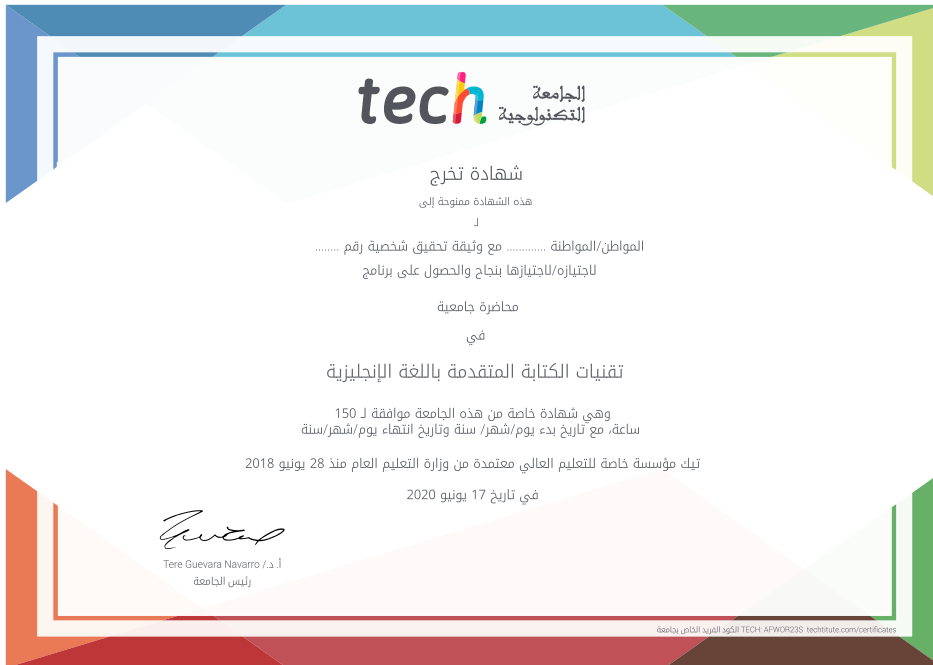 tech الجامعة
التكنولوجية
شهادة تخرج
هذه الشهادة ممنوحة إلى
لـ
المواطن/المواطنة ............. مع وثيقة تحقيق شخصية رقم ........
لاجتيازه/لاجتيازها بنجاح والحصول على برنامج
محاضرة جامعية
في
تقنيات الكتابة المتقدمة باللغة الإنجليزية
وهي شهادة خاصة من هذه الجامعة موافقة لـ 150
ساعة، مع تاريخ بدء يوم/شهر/ سنة وتاريخ انتهاء يوم/شهر/سنة
تيك مؤسسة خاصة للتعليم العالي معتمدة من وزارة التعليم العام منذ 28 يونيو 2018
في تاريخ 17 يونيو 2020
أ. د./ Tere Guevara Navarro
رئيس الجامعة
الكود الفريد الخاص بجامعة TECH: AFWOR23S techtitute.com/certificates